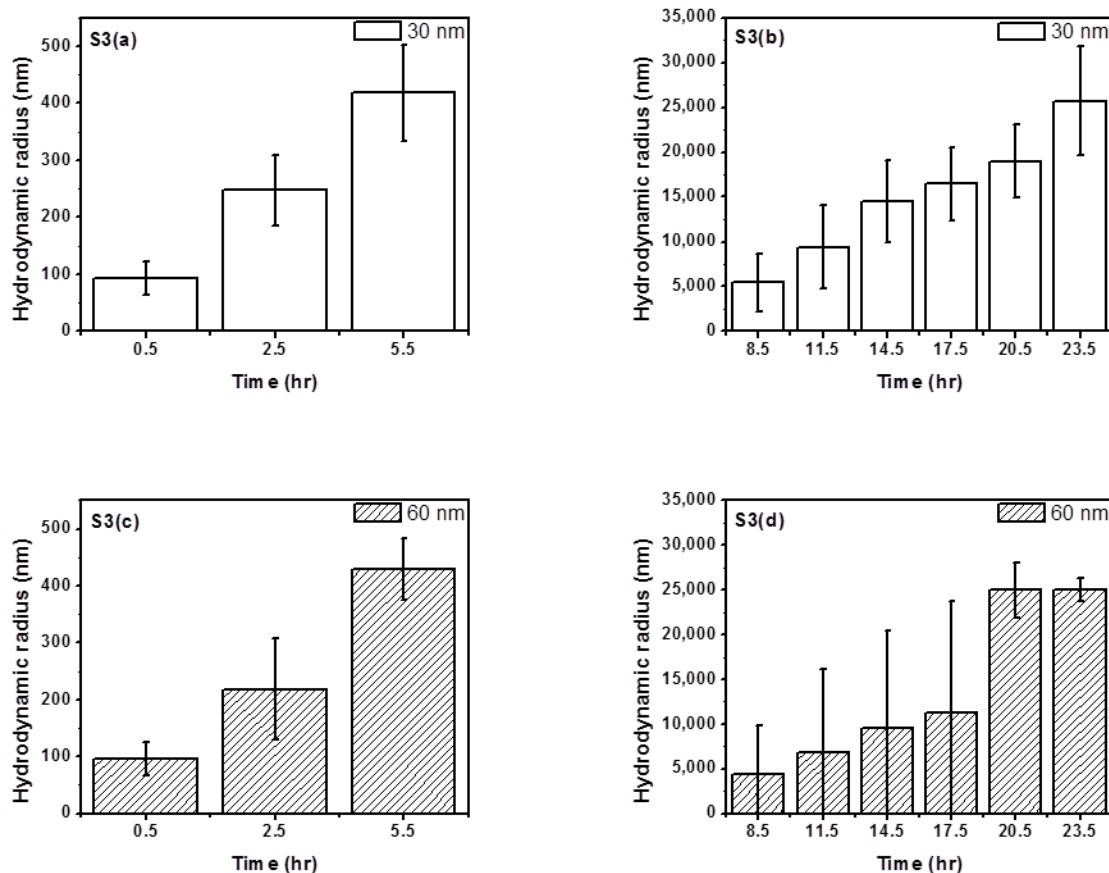 S3(a)
30 nm
Hydrodynamic radius (nm)
500
400
300
200
100
0
0.5 2.5 5.5
Time (hr)
S3(b)
30 nm
Hydrodynamic radius (nm)
35,000
30,000
25,000
20,000
15,000
10,000
5,000
0
8.5 11.5 14.5 17.5 20.5 23.5
Time (hr)
S3(c)
60 nm
Hydrodynamic radius (nm)
500
400
300
200
100
0
0.5 2.5 5.5
Time (hr)
S3(d)
60 nm
Hydrodynamic radius (nm)
35,000
30,000
25,000
20,000
15,000
10,000
5,000
0
8.5 11.5 14.5 17.5 20.5 23.5
Time (hr)